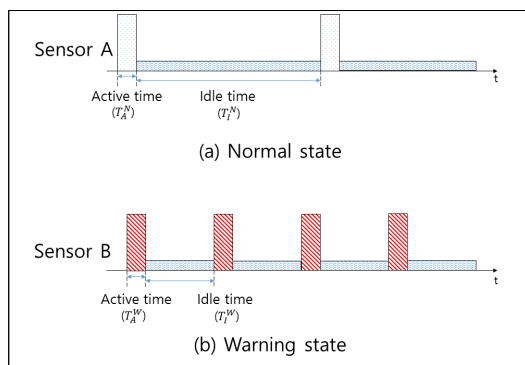 Sensor A
t
Active time Idle time
(T_A^N) (T_I^N)
(a) Normal state
Sensor B
t
Active time Idle time
(T_A^W) (T_I^W)
(b) Warning state